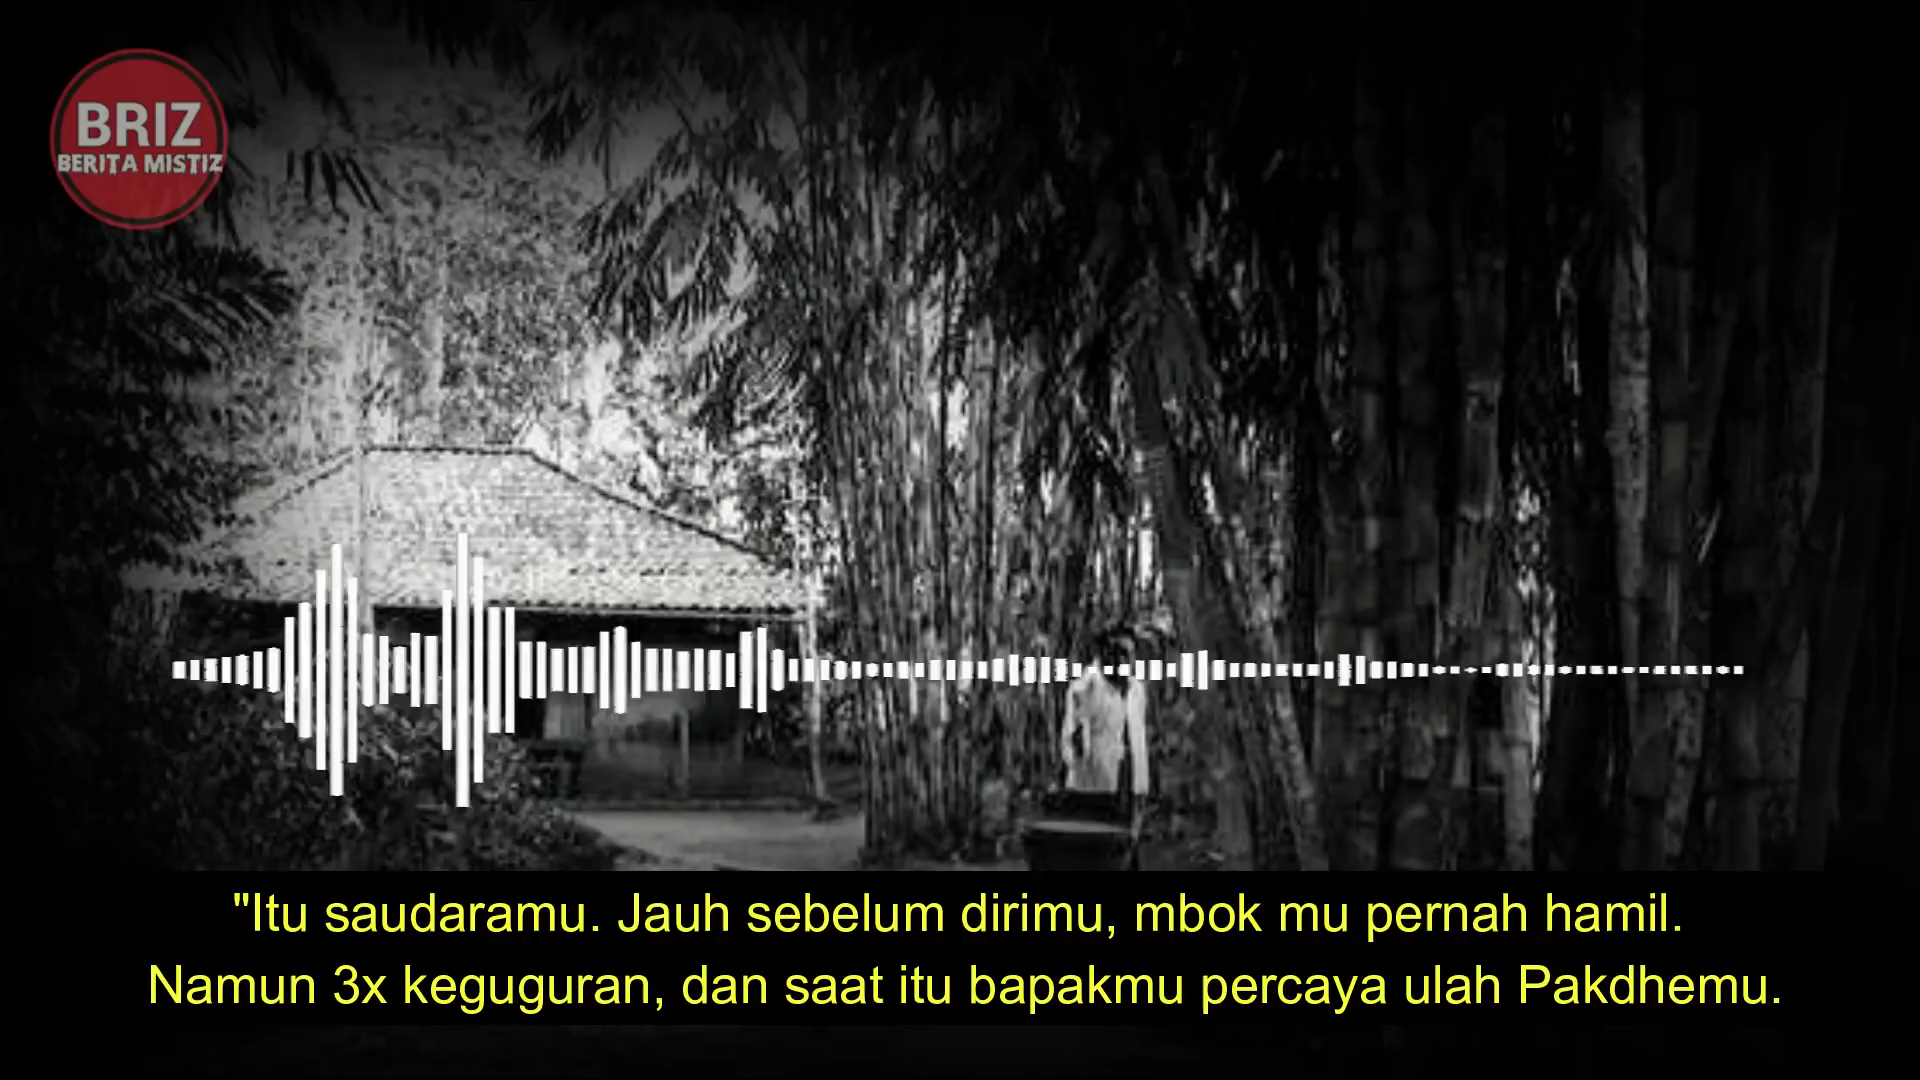 BRIZ
BERITA MISTIZ
"Itu saudaramu. Jauh sebelum dirimu, mbok mu pernah hamil.
Namun 3x keguguran, dan saat itu bapakmu percaya ulah Pakdhemu.